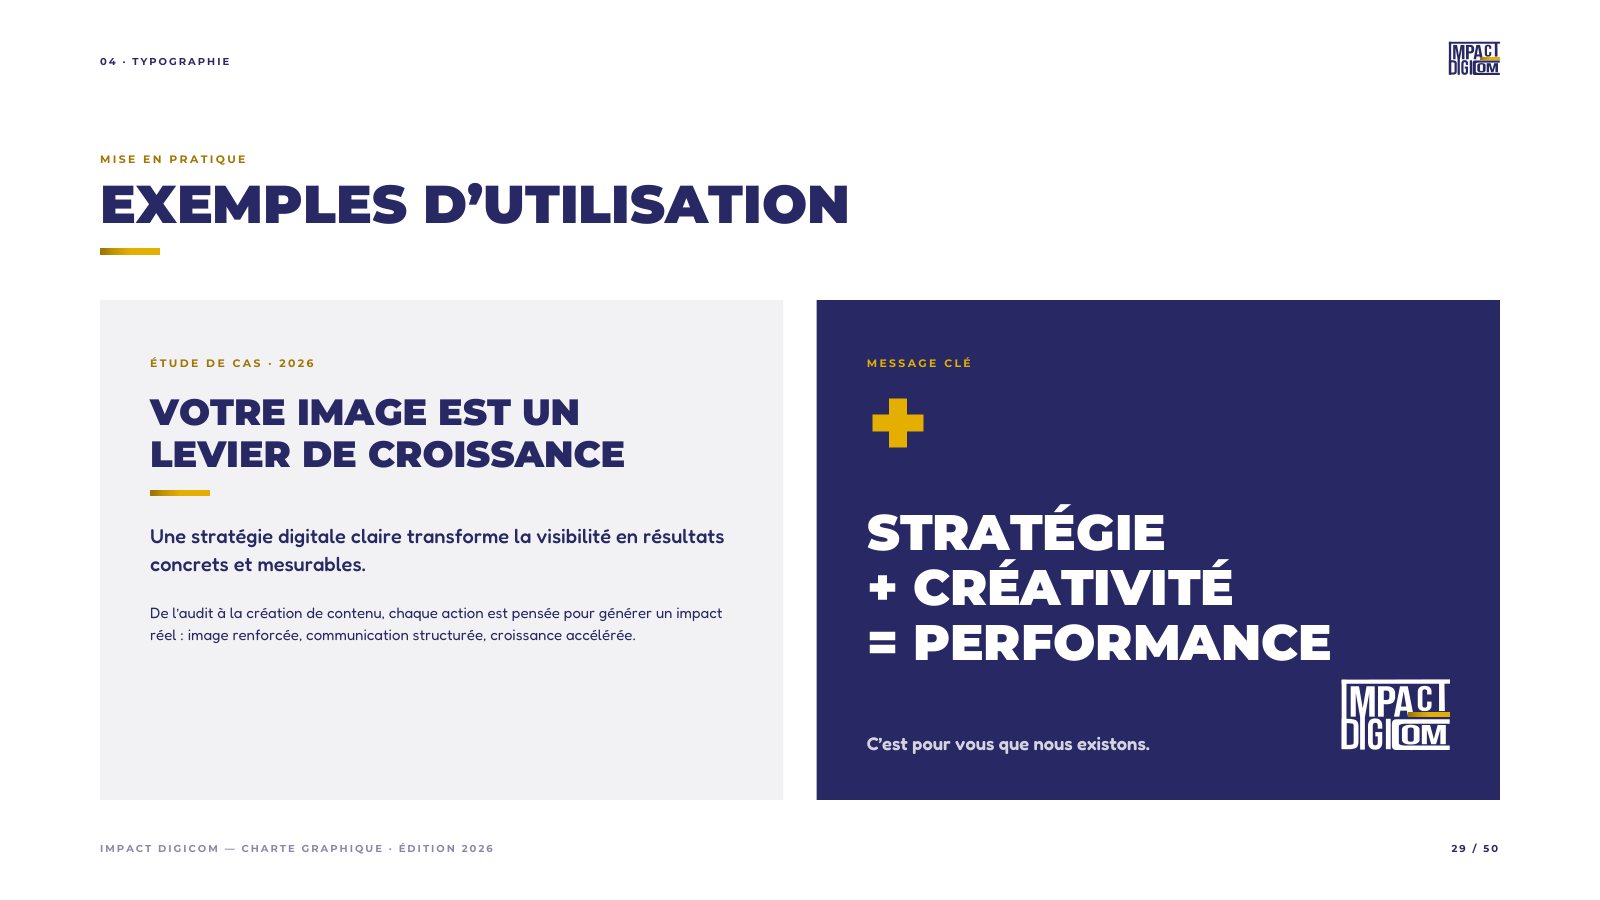 04 · TYPOGRAPHIE
IMPACT
DIGICOM
MISE EN PRATIQUE
EXEMPLES D’UTILISATION
ÉTUDE DE CAS · 2026
VOTRE IMAGE EST UN
LEVIER DE CROISSANCE
Une stratégie digitale claire transforme la visibilité en résultats
concrets et mesurables.
De l’audit à la création de contenu, chaque action est pensée pour générer un impact
réel : image renforcée, communication structurée, croissance accélérée.
MESSAGE CLÉ
STRATÉGIE
+ CRÉATIVITÉ
= PERFORMANCE
C’est pour vous que nous existons.
IMPACT
DIGICOM
IMPACT DIGICOM — CHARTE GRAPHIQUE · ÉDITION 2026
29 / 50